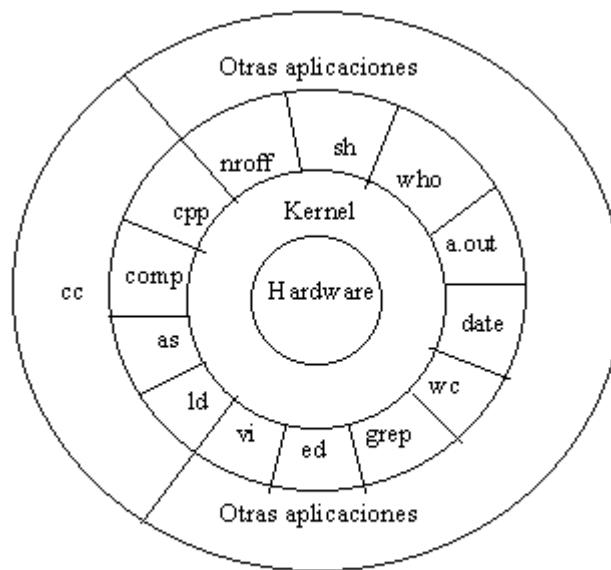 Otras aplicaciones
sh
nroff
who
cpp
Kernel
a.out
comp
Hardware
cc
date
as
wc
ld
vi
ed
grep
Otras aplicaciones